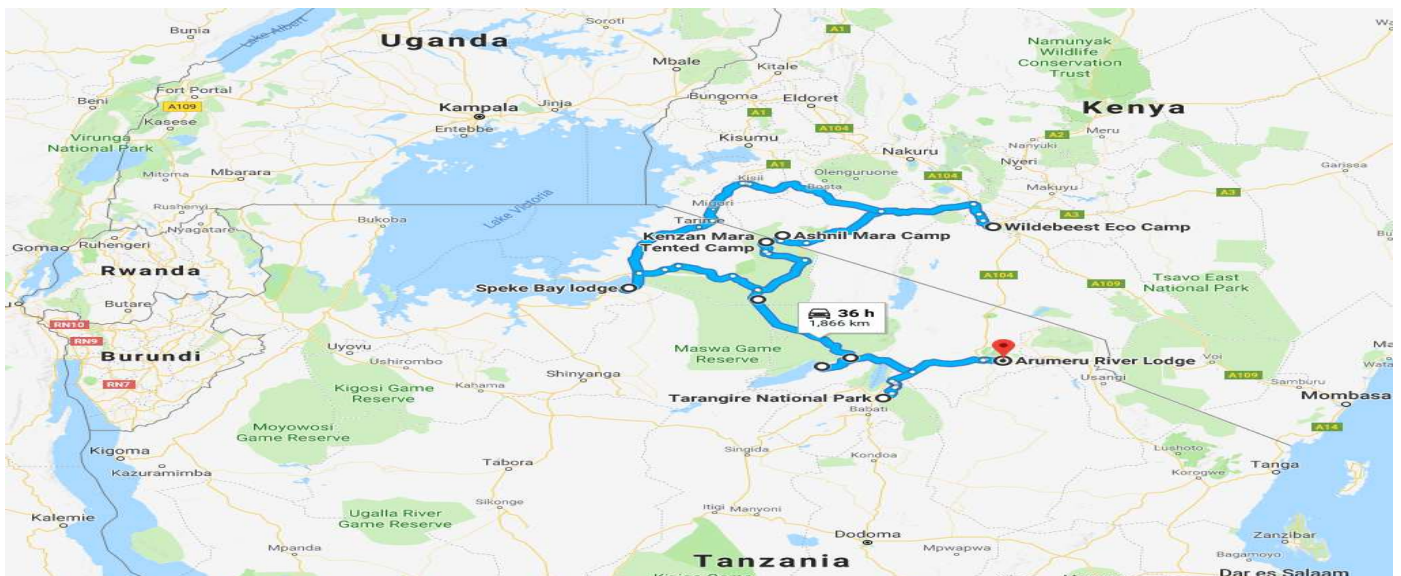 Soroti
Bunia
Uganda
A1
Namunyak
Wildlife
Conservation
Trust
Lake Albert
Mbale
Kitale
Beni
Fort Portal
A109
Kampala
Jinja
Bungoma
Eldoret
Kenya
Kasese
Entebbe
A1
A104
A2
Meru
Virunga
National Park
Kisumu
Nakuru
Nanyuki
Nyeri
Mitoma
Mbarara
A1
Olenguruone
A104
Garissa
Kisii
Bosta
Makuyu
A3
Rushenyi
Lake Victoria
Migori
A3
Nyagatare
Bukoba
Tarime
Wildebeest Eco Camp
Goma
Ruhengeri
Kenzan Mara
Tented Camp
Ashnil Mara Camp
Rwanda
A104
Tsavo East
National Park
Butare
Speke Bay lodge
A109
RN10
36 h
1,866 km
RN9
Burundi
Uyovu
Ushirombo
Maswa Game
Reserve
Arumeru River Lodge
Voi
RN7
Kigosi Game
Reserve
Kahama
Shinyanga
Usangi
A109
Samburu
Tarangire National Park
Mombasa
Babati
Moyowosi
Game Reserve
A14
Kigoma
Singida
Kondoa
Lushoto
Kazuramimba
Tabora
Korogwe
Tanga
Sikonge
Ugalla River
Game Reserve
Itigi
Manyoni
Kalemie
Dodoma
Zanzibar
Mpanda
Mpwapwa
Bagamoyo
Tanzania
Dar es Salaam